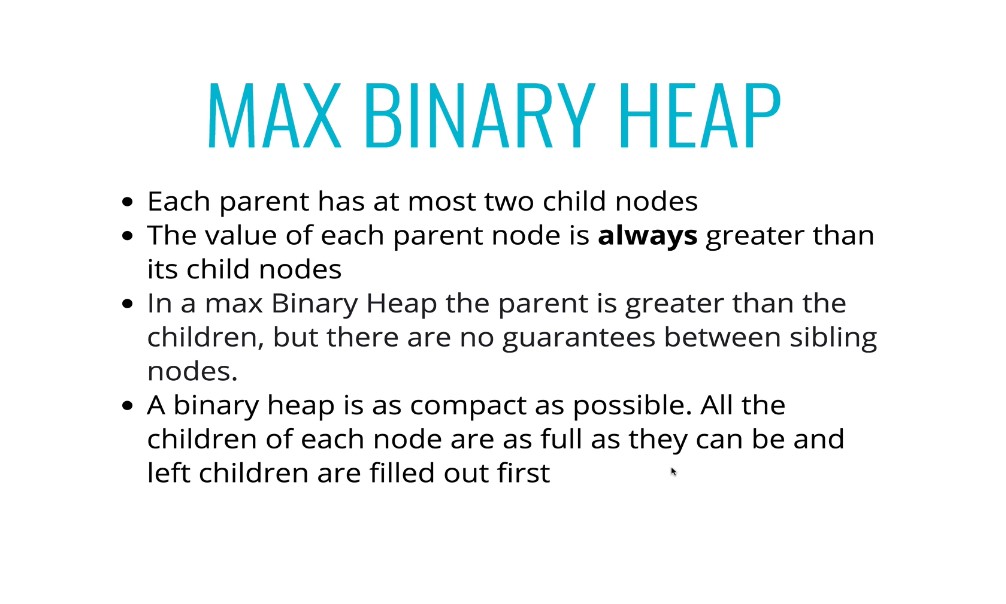 MAX BINARY HEAP
• Each parent has at most two child nodes
• The value of each parent node is always greater than
its child nodes
• In a max Binary Heap the parent is greater than the
children, but there are no guarantees between sibling
nodes.
• A binary heap is as compact as possible. All the
children of each node are as full as they can be and
left children are filled out first